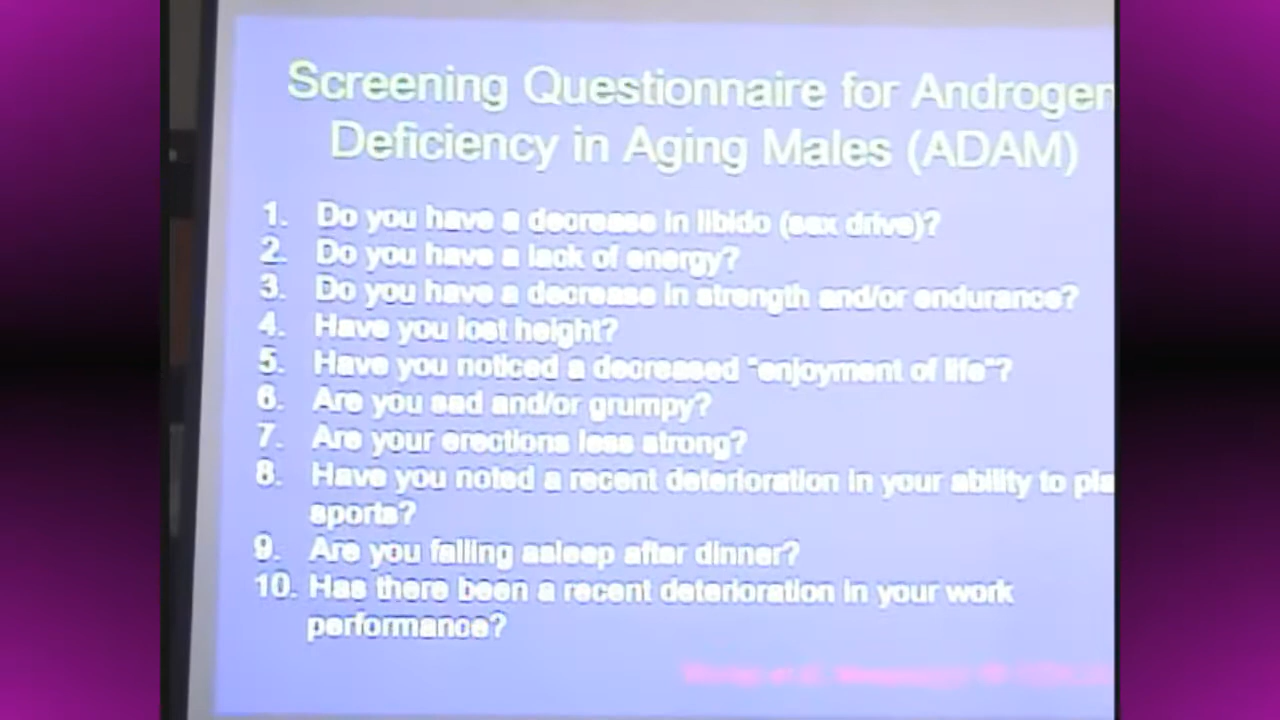 Screening Questionnaire for Androgen
Deficiency in Aging Males (ADAM)
1. Do you have a decrease in libido (sex drive)?
2. Do you have a lack of energy?
3. Do you have a decrease in strength and/or endurance?
4. Have you lost height?
5. Have you noticed a decreased "enjoyment of life"?
6. Are you sad and/or grumpy?
7. Are your erections less strong?
8. Have you noted a recent deterioration in your ability to pla
sports?
9. Are you falling asleep after dinner?
10. Has there been a recent deterioration in your work
performance?